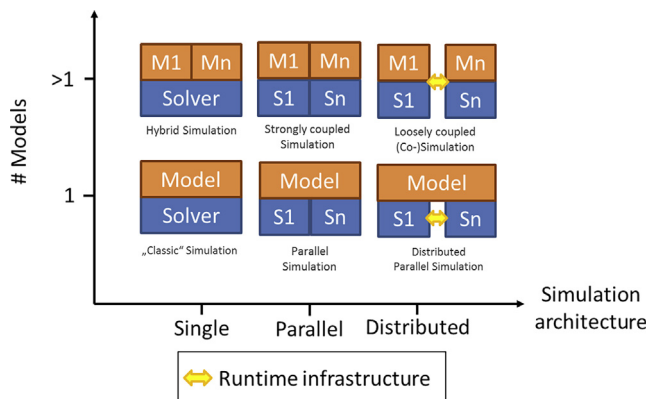 # Models
>1
1
M1 Mn
Solver
Hybrid Simulation
M1 Mn
S1 Sn
Strongly coupled
Simulation
M1 Mn
S1 Sn
Loosely coupled
(Co-)Simulation
Model
Solver
„Classic“ Simulation
Model
S1 Sn
Parallel
Simulation
Model
S1 Sn
Distributed
Parallel Simulation
Single
Parallel
Distributed
Simulation
architecture
Runtime infrastructure